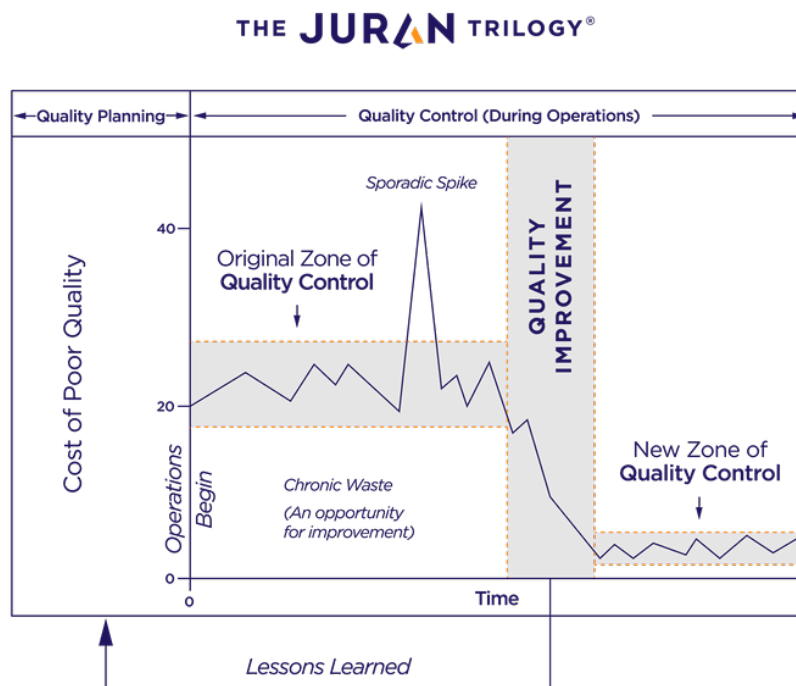 THE JURAN TRILOGY®
Quality Planning
Quality Control (During Operations)
Sporadic Spike
40
Original Zone of
Quality Control
QUALITY
IMPROVEMENT
Cost of Poor Quality
20
New Zone of
Quality Control
Operations
Begin
Chronic Waste
(An opportunity
for improvement)
0
0
Time
Lessons Learned